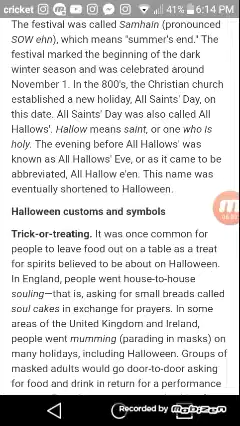 cricket 41% 6:14 PM
The festival was called Samhain (pronounced
SOW ehn), which means "summer's end." The
festival marked the beginning of the dark
winter season and was celebrated around
November 1. In the 800's, the Christian church
established a new holiday, All Saints' Day, on
this date. All Saints' Day was also called All
Hallows'. Hallow means saint, or one who is
holy. The evening before All Hallows' was
known as All Hallows' Eve, or as it came to be
abbreviated, All Hallow e'en. This name was
eventually shortened to Halloween.
Halloween customs and symbols
Trick-or-treating. It was once common for
people to leave food out on a table as a treat
for spirits believed to be about on Halloween.
In England, people went house-to-house
souling—that is, asking for small breads called
soul cakes in exchange for prayers. In some
areas of the United Kingdom and Ireland,
people went mumming (parading in masks) on
many holidays, including Halloween. Groups of
masked adults would go door-to-door asking
for food and drink in return for a performance
Recorded by mobizen